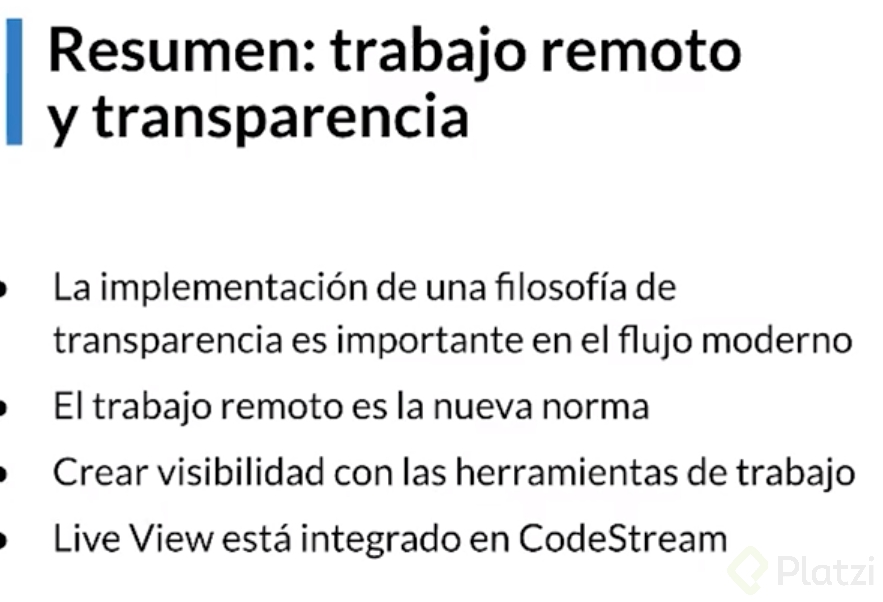 Resumen: trabajo remoto
y transparencia
• La implementación de una filosofía de
transparencia es importante en el flujo moderno
• El trabajo remoto es la nueva norma
• Crear visibilidad con las herramientas de trabajo
• Live View está integrado en CodeStream
Platzi